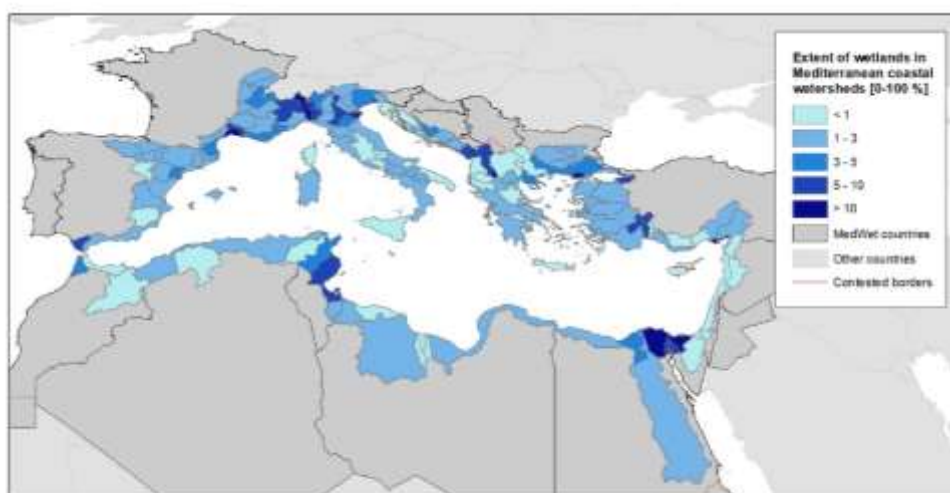 Extent of wetlands in
Mediterranean coastal
watersheds [0-100 %]
< 1
1 - 3
3 - 5
5 - 10
> 10
MedWet countries
Other countries
Contested borders